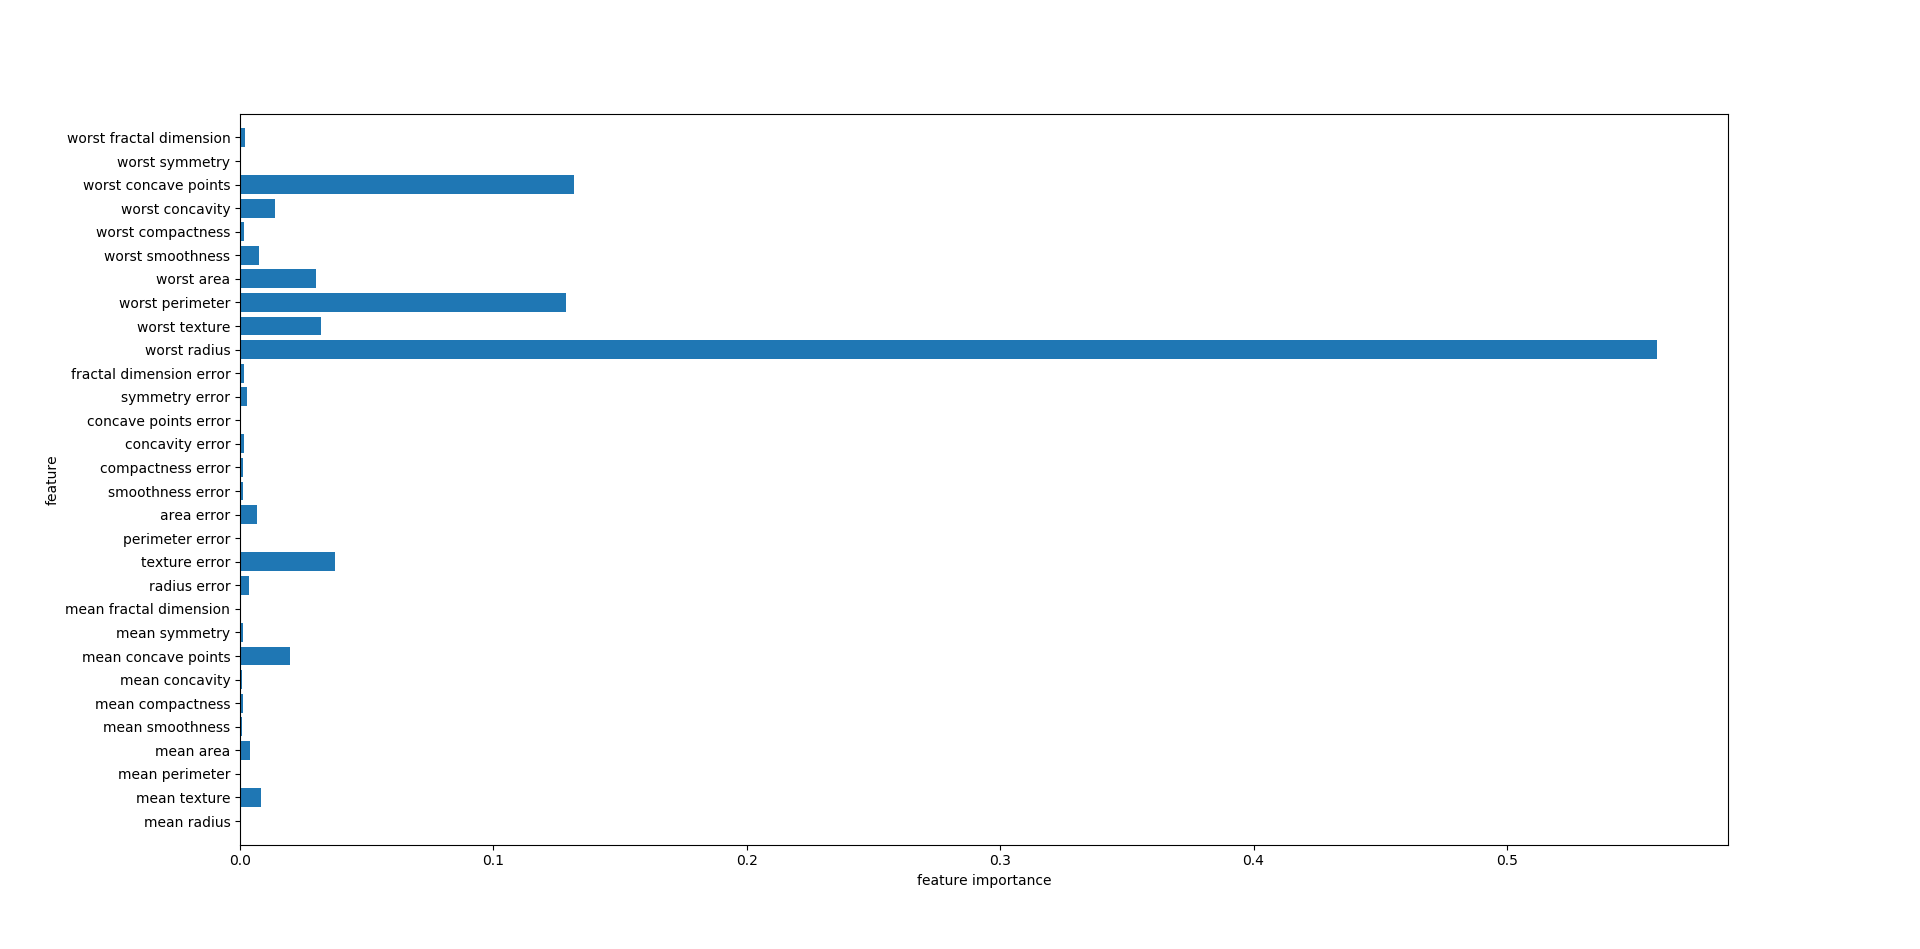 worst fractal dimension
worst symmetry
worst concave points
worst concavity
worst compactness
worst smoothness
worst area
worst perimeter
worst texture
worst radius
fractal dimension error
symmetry error
concave points error
concavity error
compactness error
smoothness error
area error
perimeter error
texture error
radius error
mean fractal dimension
mean symmetry
mean concave points
mean concavity
mean compactness
mean smoothness
mean area
mean perimeter
mean texture
mean radius
feature
0.0 0.1 0.2 0.3 0.4 0.5
feature importance